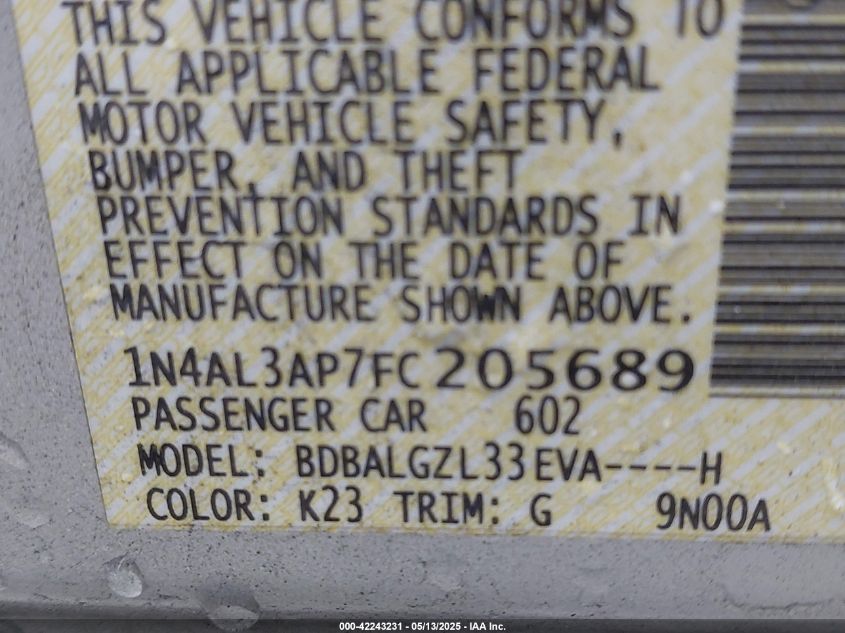 THIS VEHICLE CONFORMS TO
ALL APPLICABLE FEDERAL
MOTOR VEHICLE SAFETY,
BUMPER, AND THEFT
PREVENTION STANDARDS IN
EFFECT ON THE DATE OF
MANUFACTURE SHOWN ABOVE.
1N4AL3AP7FC205689
PASSENGER CAR 602
MODEL: BDBALGZL33EVA----H
COLOR: K23 TRIM: G 9N00A
000-42243231 - 05/13/2025 - IAA Inc.